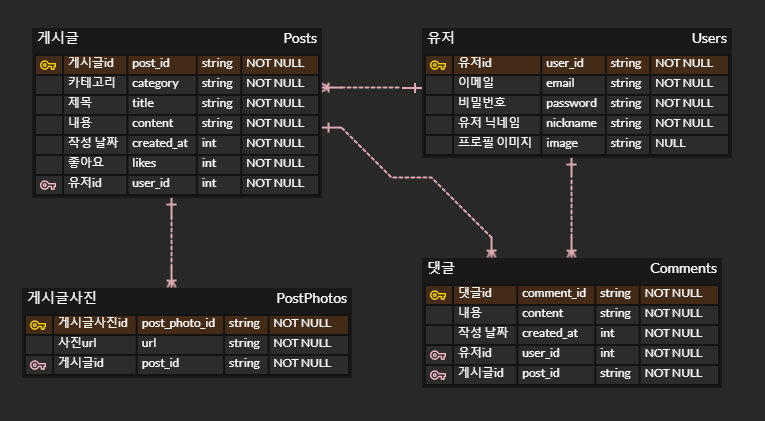 게시글 Posts
게시글id post_id string NOT NULL
카테고리 category string NOT NULL
제목 title string NOT NULL
내용 content string NOT NULL
작성 날짜 created_at int NOT NULL
좋아요 likes int NOT NULL
유저id user_id int NOT NULL
유저 Users
유저id user_id string NOT NULL
이메일 email string NOT NULL
비밀번호 password string NOT NULL
유저 닉네임 nickname string NOT NULL
프로필 이미지 image string NULL
게시글사진 PostPhotos
게시글사진id post_photo_id string NOT NULL
사진url url string NOT NULL
게시글id post_id string NOT NULL
댓글 Comments
댓글id comment_id string NOT NULL
내용 content string NOT NULL
작성 날짜 created_at int NOT NULL
유저id user_id int NOT NULL
게시글id post_id string NOT NULL